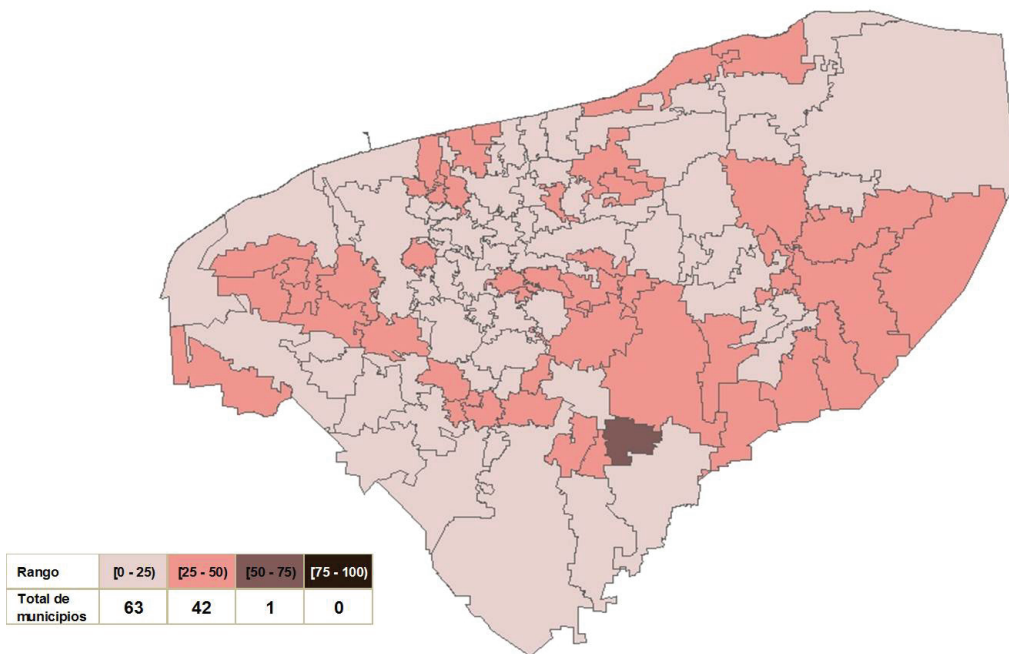 Rango [0 - 25) [25 - 50) [50 - 75) [75 - 100)
Total de municipios 63 42 1 0